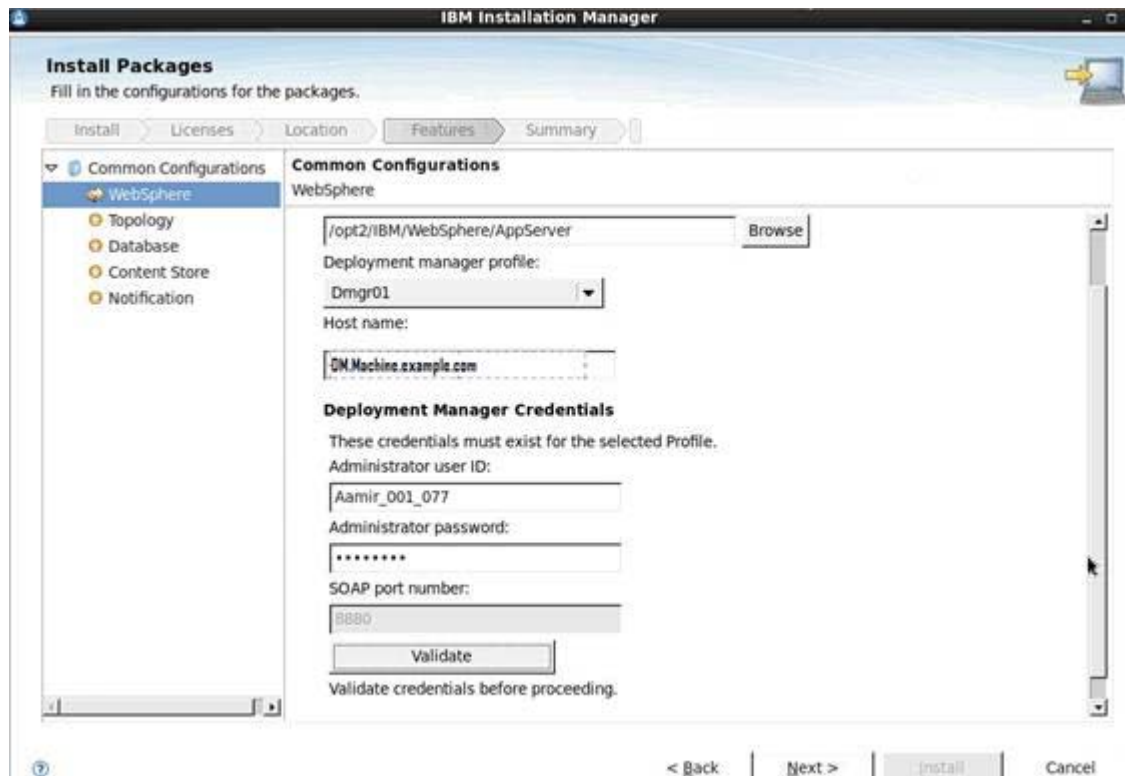 IBM Installation Manager
Install Packages
Fill in the configurations for the packages.
Install
Licenses
Location
Features
Summary
Common Configurations
WebSphere
Topology
Database
Content Store
Notification
Common Configurations
WebSphere
/opt2/IBM/WebSphere/AppServer
Browse
Deployment manager profile:
Dmgr01
Host name:
DM.Machine.example.com
Deployment Manager Credentials
These credentials must exist for the selected Profile.
Administrator user ID:
Aamir_001_077
Administrator password:
••••••••
SOAP port number:
8880
Validate
Validate credentials before proceeding.
?
< Back
Next >
Install
Cancel